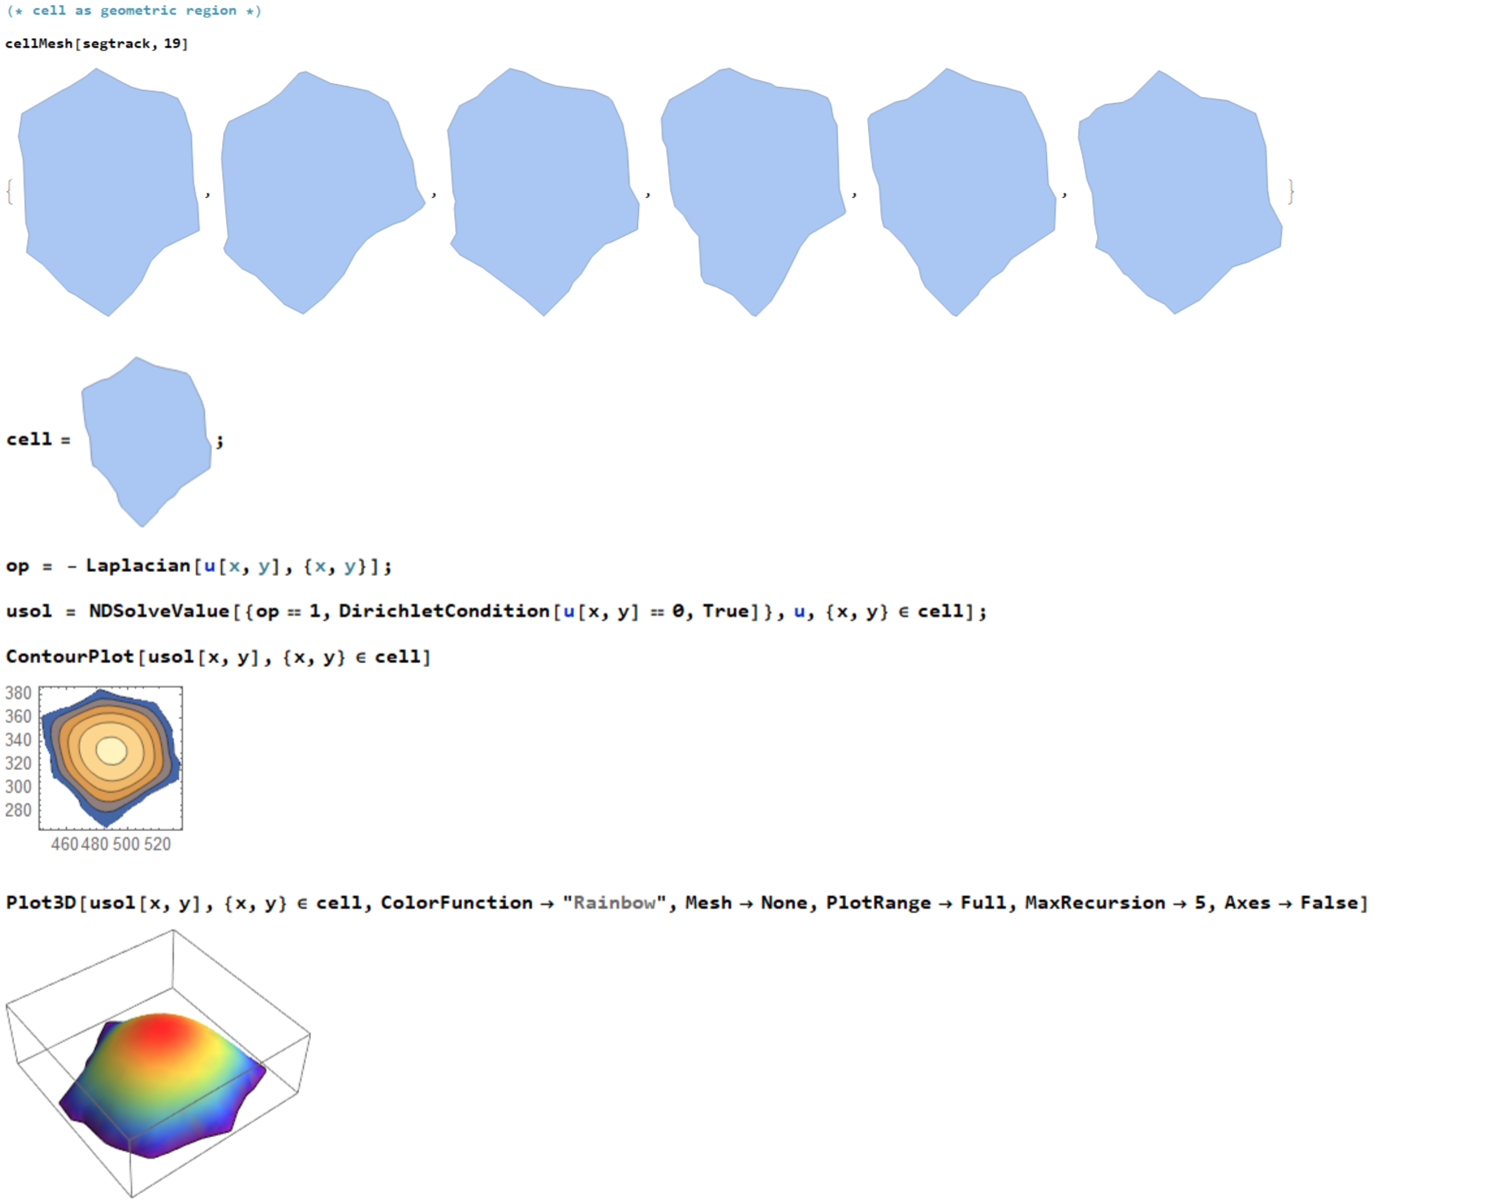 (* cell as geometric region *)
cellMesh[segtrack, 19]
{ , , , , , }
cell = ;
op = - Laplacian[u[x, y], {x, y}];
usol = NDSolveValue[{op == 1, DirichletCondition[u[x, y] == 0, True]}, u, {x, y} ∈ cell];
ContourPlot[usol[x, y], {x, y} ∈ cell]
380
360
340
320
300
280
460 480 500 520
Plot3D[usol[x, y], {x, y} ∈ cell, ColorFunction → "Rainbow", Mesh → None, PlotRange → Full, MaxRecursion → 5, Axes → False]